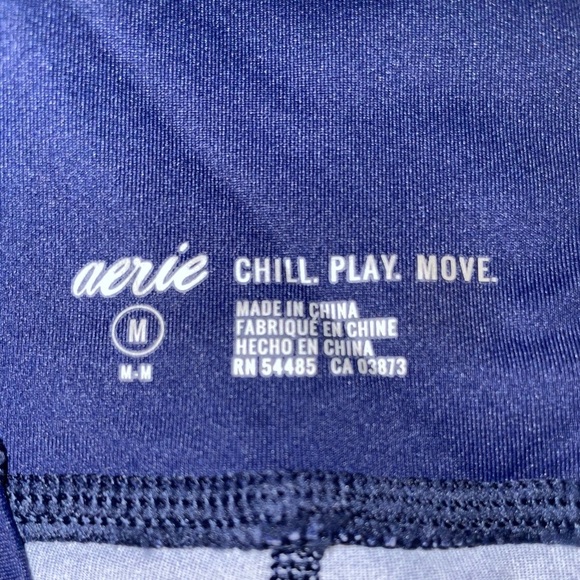 aerie CHILL. PLAY. MOVE.
M
M-M
MADE IN CHINA
FABRIQUÉ EN CHINE
HECHO EN CHINA
RN 54485 CA 03873